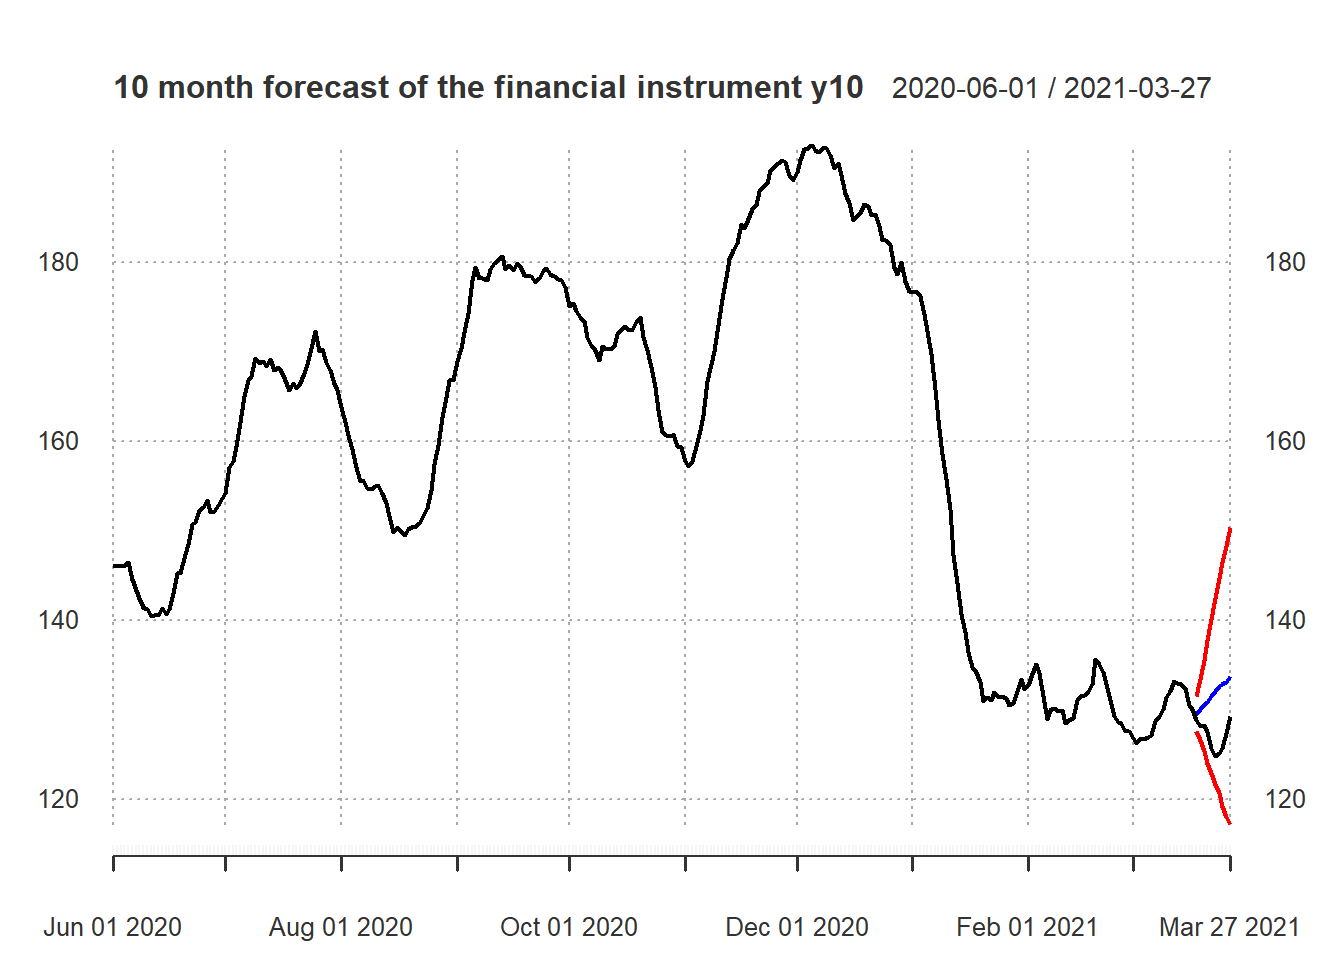 10 month forecast of the financial instrument y10 2020-06-01 / 2021-03-27
180 180
160 160
140 140
120 120
Jun 01 2020 Aug 01 2020 Oct 01 2020 Dec 01 2020 Feb 01 2021 Mar 27 2021